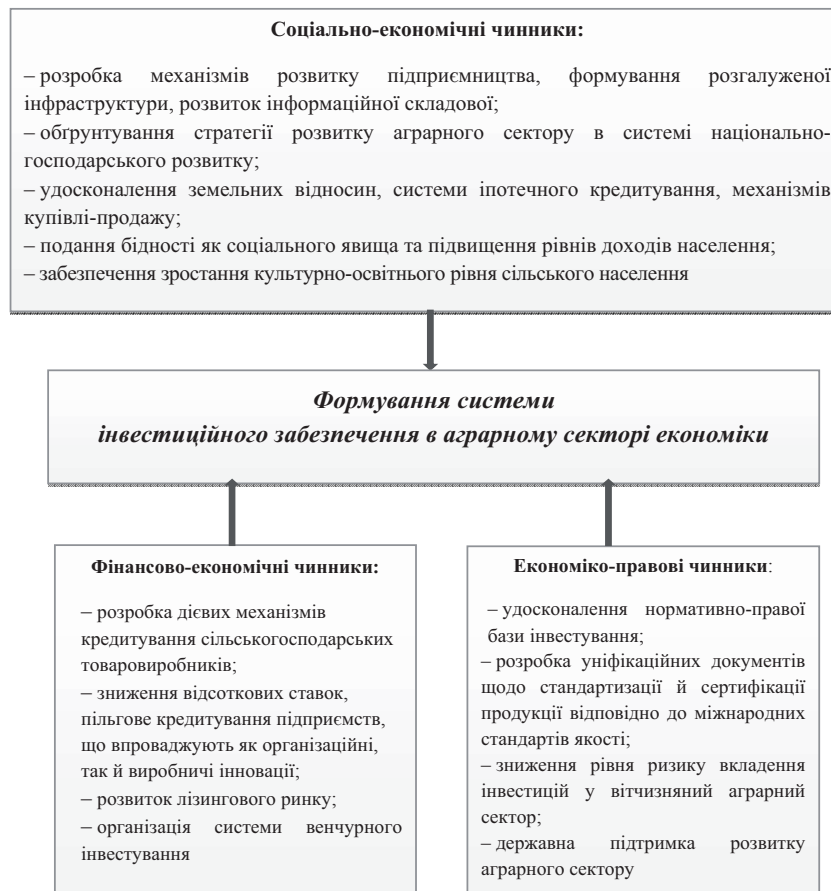 Соціально-економічні чинники:
– розробка механізмів розвитку підприємництва, формування розгалуженої
інфраструктури, розвиток інформаційної складової;
– обґрунтування стратегії розвитку аграрного сектору в системі національно-
господарського розвитку;
– удосконалення земельних відносин, системи іпотечного кредитування, механізмів
купівлі-продажу;
– подання бідності як соціального явища та підвищення рівнів доходів населення;
– забезпечення зростання культурно-освітнього рівня сільського населення
Формування системи
інвестиційного забезпечення в аграрному секторі економіки
Фінансово-економічні чинники:
– розробка дієвих механізмів
кредитування сільськогосподарських
товаровиробників;
– зниження відсоткових ставок,
пільгове кредитування підприємств,
що впроваджують як організаційні,
так й виробничі інновації;
– розвиток лізингового ринку;
– організація системи венчурного
інвестування
Економіко-правові чинники:
– удосконалення нормативно-правої
бази інвестування;
– розробка уніфікаційних документів
щодо стандартизації й сертифікації
продукції відповідно до міжнародних
стандартів якості;
– зниження рівня ризику вкладення
інвестицій у вітчизняний аграрний
сектор;
– державна підтримка розвитку
аграрного сектору